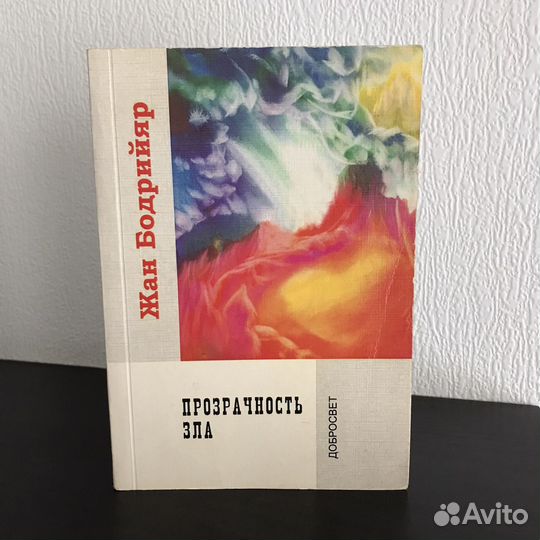 Жан Бодрийяр
ПРОЗРАЧНОСТЬ
ЗЛА
ДОБРОСВЕТ
Avito